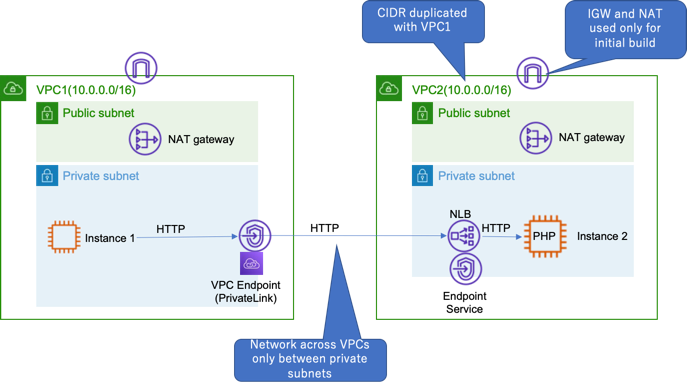 CIDR duplicated
with VPC1
IGW and NAT
used only for
initial build
VPC1(10.0.0.0/16)
Public subnet
NAT gateway
Private subnet
Instance 1
HTTP
VPC Endpoint
(PrivateLink)
HTTP
VPC2(10.0.0.0/16)
Public subnet
NAT gateway
Private subnet
NLB
HTTP
PHP
Instance 2
Endpoint
Service
Network across VPCs
only between private
subnets